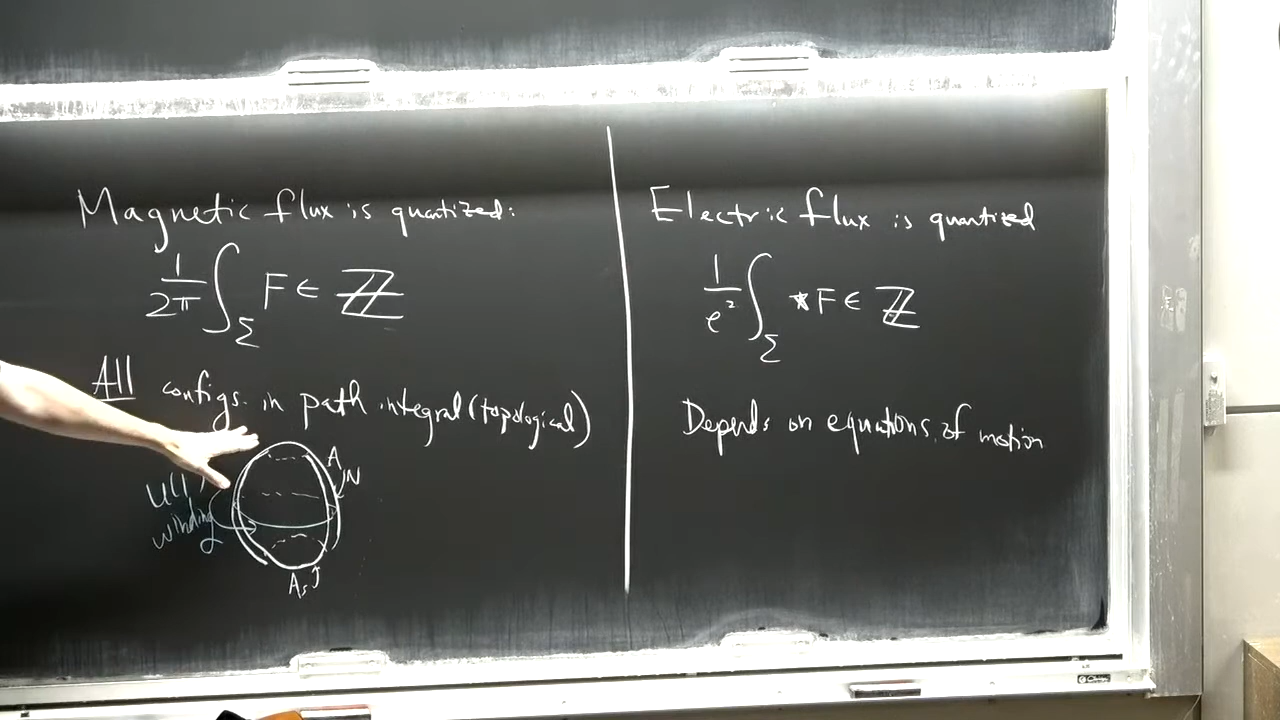 Magnetic flux is quantized:
1/2π ∫_Σ F ∈ ℤ
All configs. in path integral (topological)
A_N
U(1)
winding
A_S
Electric flux is quantized
1/e² ∫_Σ ⋆F ∈ ℤ
Depends on equations of motion